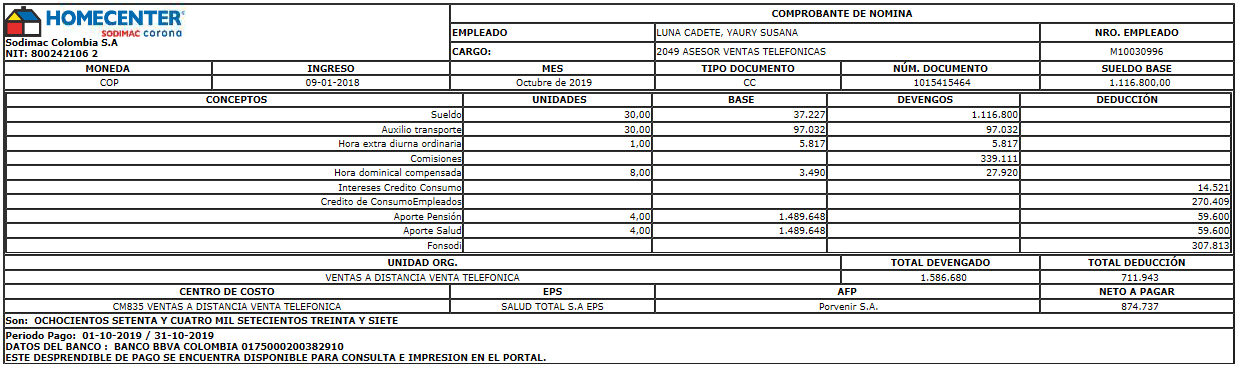 HOMECENTER
SODIMAC corona
Sodimac Colombia S.A
NIT: 800242106 2
COMPROBANTE DE NOMINA
EMPLEADO LUNA CADETE, YAURY SUSANA NRO. EMPLEADO
CARGO: 2049 ASESOR VENTAS TELEFONICAS M10030996
MONEDA INGRESO MES TIPO DOCUMENTO NÚM. DOCUMENTO SUELDO BASE
COP 09-01-2018 Octubre de 2019 CC 1015415464 1.116.800,00
CONCEPTOS UNIDADES BASE DEVENGOS DEDUCCIÓN
Sueldo 30,00 37.227 1.116.800
Auxilio transporte 30,00 97.032 97.032
Hora extra diurna ordinaria 1,00 5.817 5.817
Comisiones 339.111
Hora dominical compensada 8,00 3.490 27.920
Intereses Credito Consumo 14.521
Credito de ConsumoEmpleados 270.409
Aporte Pensión 4,00 1.489.648 59.600
Aporte Salud 4,00 1.489.648 59.600
Fonsodi 307.813
UNIDAD ORG. TOTAL DEVENGADO TOTAL DEDUCCIÓN
VENTAS A DISTANCIA VENTA TELEFONICA 1.586.680 711.943
CENTRO DE COSTO EPS AFP NETO A PAGAR
CM835 VENTAS A DISTANCIA VENTA TELEFONICA SALUD TOTAL S.A EPS Porvenir S.A. 874.737
Son: OCHOCIENTOS SETENTA Y CUATRO MIL SETECIENTOS TREINTA Y SIETE
Periodo Pago: 01-10-2019 / 31-10-2019
DATOS DEL BANCO : BANCO BBVA COLOMBIA 0175000200382910
ESTE DESPRENDIBLE DE PAGO SE ENCUENTRA DISPONIBLE PARA CONSULTA E IMPRESION EN EL PORTAL.